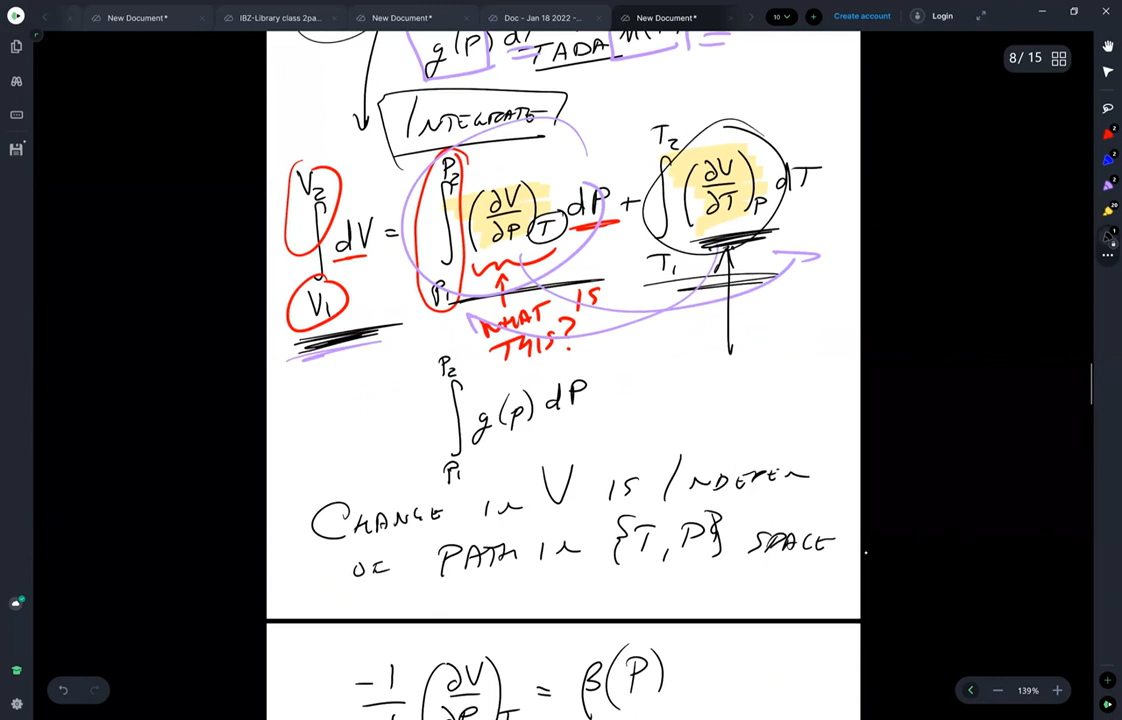 New Document*
IBZ-Library class 2pa...
New Document*
Doc - Jan 18 2022 -...
New Document*
10
Create account
Login
8/ 15
g(p) d
TADA
INTEGRATE
V2 P2 T2
∫ dV = ∫ (∂V/∂P)T dP + ∫ (∂V/∂T)P dT
V1 P1 T1
WHAT IS
THIS?
P2
∫ g(p) dP
P1
CHANGE IN V IS INDEPEN
OF PATH IN {T, P} SPACE
-1
(∂V/∂P)T = β(P)
139%